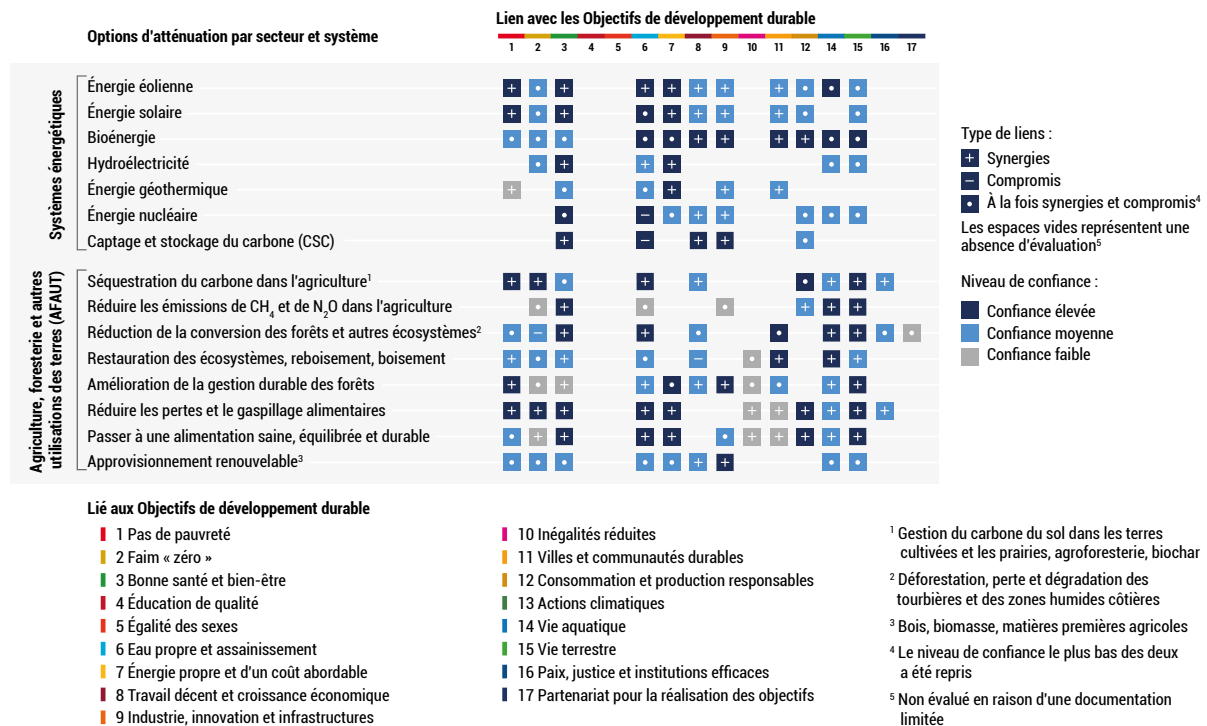 Lien avec les Objectifs de développement durable
Options d'atténuation par secteur et système
1 2 3 4 5 6 7 8 9 10 11 12 14 15 16 17
Systèmes énergétiques
Énergie éolienne
Énergie solaire
Bioénergie
Hydroélectricité
Énergie géothermique
Énergie nucléaire
Captage et stockage du carbone (CSC)
Agriculture, foresterie et autres
utilisations des terres (AFAUT)
Séquestration du carbone dans l'agriculture¹
Réduire les émissions de CH₄ et de N₂O dans l'agriculture
Réduction de la conversion des forêts et autres écosystèmes²
Restauration des écosystèmes, reboisement, boisement
Amélioration de la gestion durable des forêts
Réduire les pertes et le gaspillage alimentaires
Passer à une alimentation saine, équilibrée et durable
Approvisionnement renouvelable³
Type de liens :
+ Synergies
− Compromis
• À la fois synergies et compromis⁴
Les espaces vides représentent une
absence d'évaluation⁵
Niveau de confiance :
Confiance élevée
Confiance moyenne
Confiance faible
Lié aux Objectifs de développement durable
1 Pas de pauvreté
2 Faim « zéro »
3 Bonne santé et bien-être
4 Éducation de qualité
5 Égalité des sexes
6 Eau propre et assainissement
7 Énergie propre et d'un coût abordable
8 Travail décent et croissance économique
9 Industrie, innovation et infrastructures
10 Inégalités réduites
11 Villes et communautés durables
12 Consommation et production responsables
13 Actions climatiques
14 Vie aquatique
15 Vie terrestre
16 Paix, justice et institutions efficaces
17 Partenariat pour la réalisation des objectifs
¹ Gestion du carbone du sol dans les terres
cultivées et les prairies, agroforesterie, biochar
² Déforestation, perte et dégradation des
tourbières et des zones humides côtières
³ Bois, biomasse, matières premières agricoles
⁴ Le niveau de confiance le plus bas des deux
a été repris
⁵ Non évalué en raison d'une documentation
limitée